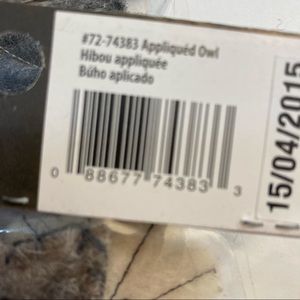 #72-74383 Appliquéd Owl
Hibou appliquée
Búho aplicado
0 88677 74383 3
15/04/2015